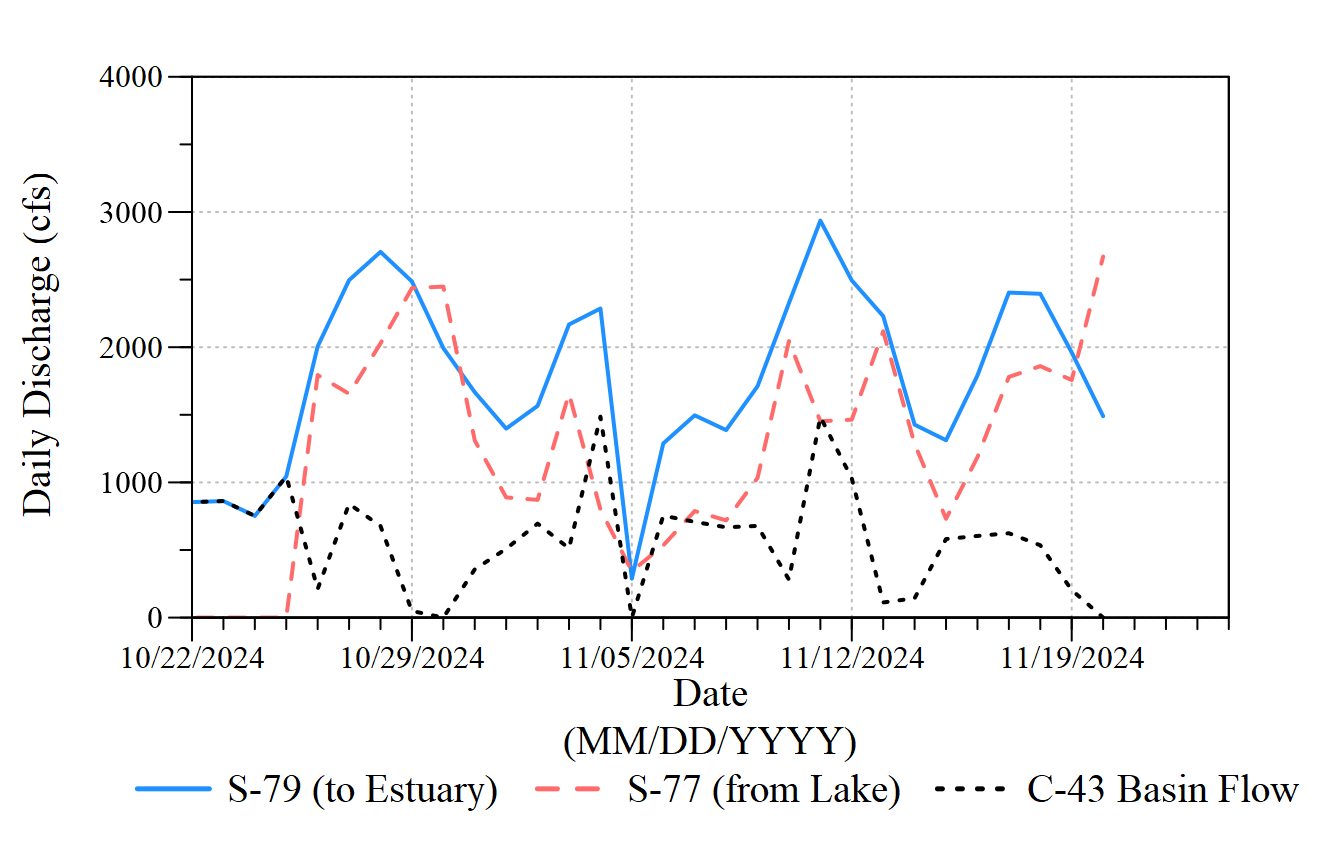 4000
3000
2000
1000
0
Daily Discharge (cfs)
10/22/2024 10/29/2024 11/05/2024 11/12/2024 11/19/2024
Date
(MM/DD/YYYY)
S-79 (to Estuary) S-77 (from Lake) C-43 Basin Flow